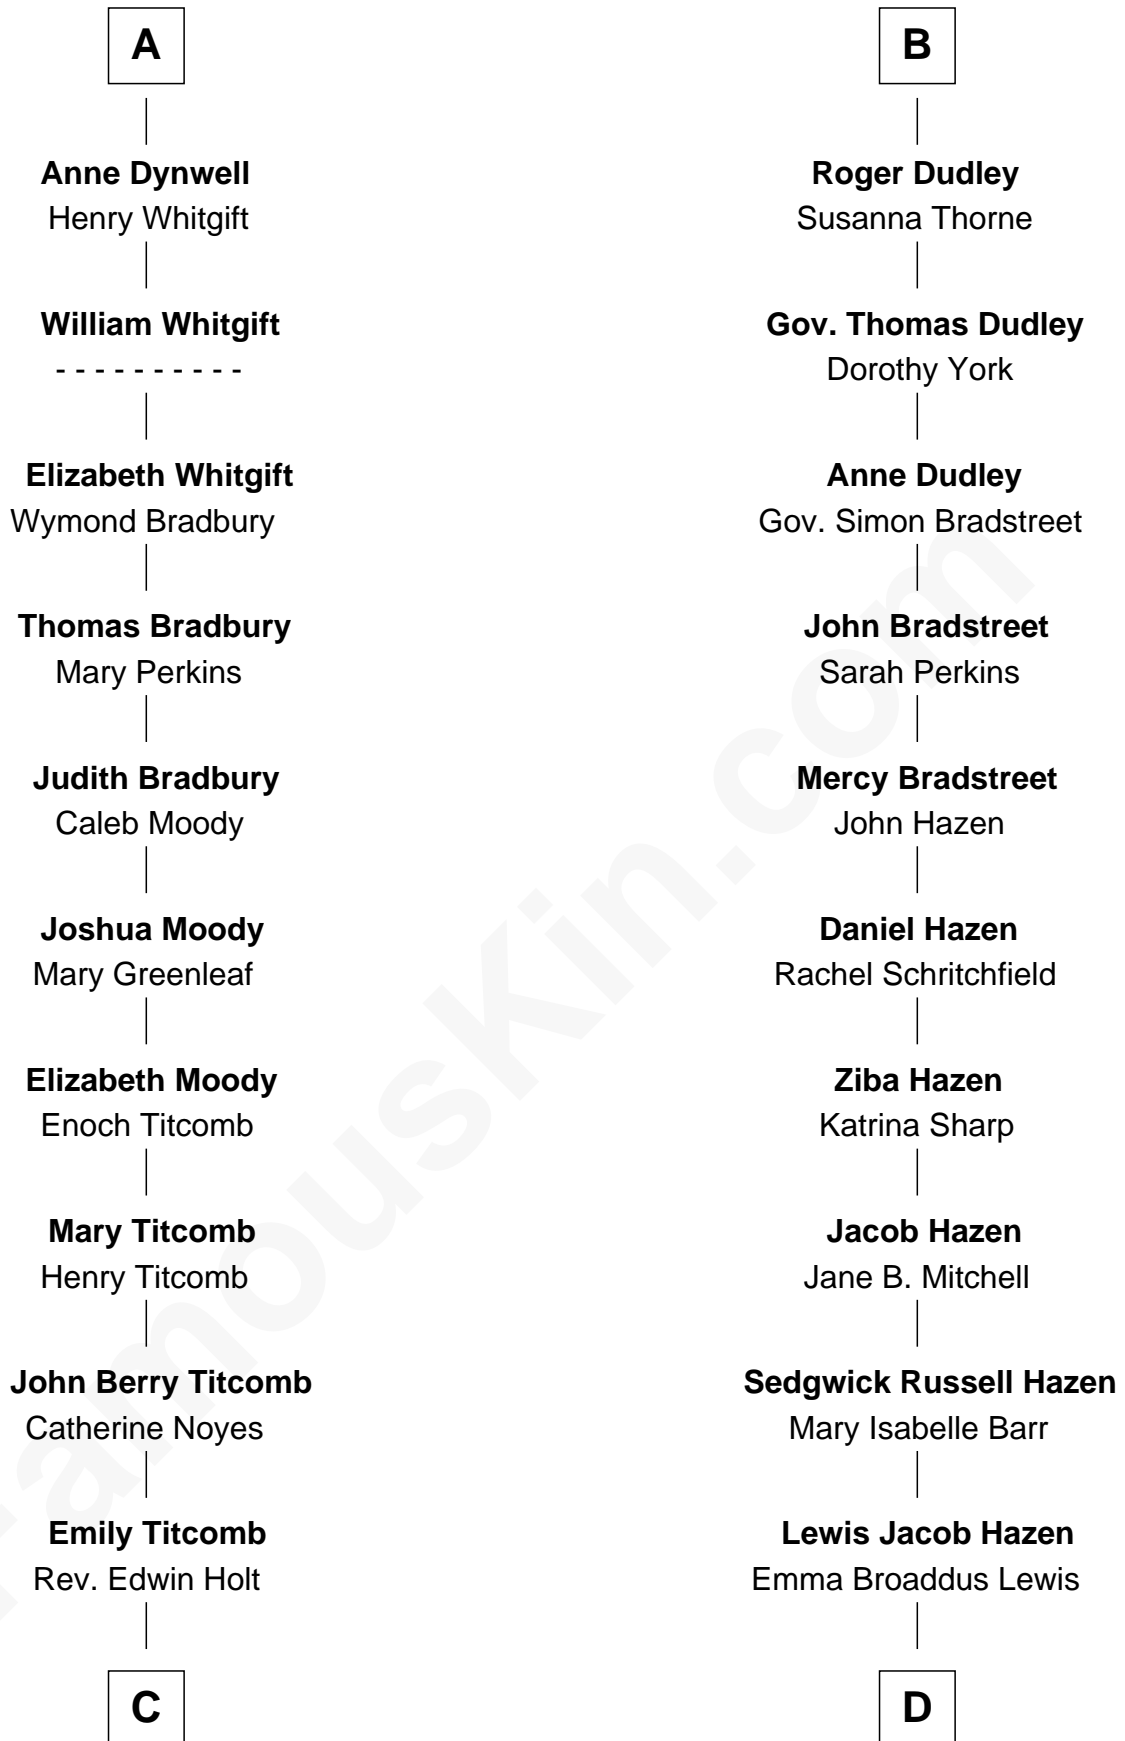 A
Anne Dynwell
Henry Whitgift
William Whitgift
- - - - - - - - - -
Elizabeth Whitgift
Wymond Bradbury
Thomas Bradbury
Mary Perkins
Judith Bradbury
Caleb Moody
Joshua Moody
Mary Greenleaf
Elizabeth Moody
Enoch Titcomb
Mary Titcomb
Henry Titcomb
John Berry Titcomb
Catherine Noyes
Emily Titcomb
Rev. Edwin Holt
C
B
Roger Dudley
Susanna Thorne
Gov. Thomas Dudley
Dorothy York
Anne Dudley
Gov. Simon Bradstreet
John Bradstreet
Sarah Perkins
Mercy Bradstreet
John Hazen
Daniel Hazen
Rachel Schritchfield
Ziba Hazen
Katrina Sharp
Jacob Hazen
Jane B. Mitchell
Sedgwick Russell Hazen
Mary Isabelle Barr
Lewis Jacob Hazen
Emma Broaddus Lewis
D
FamousKin.com